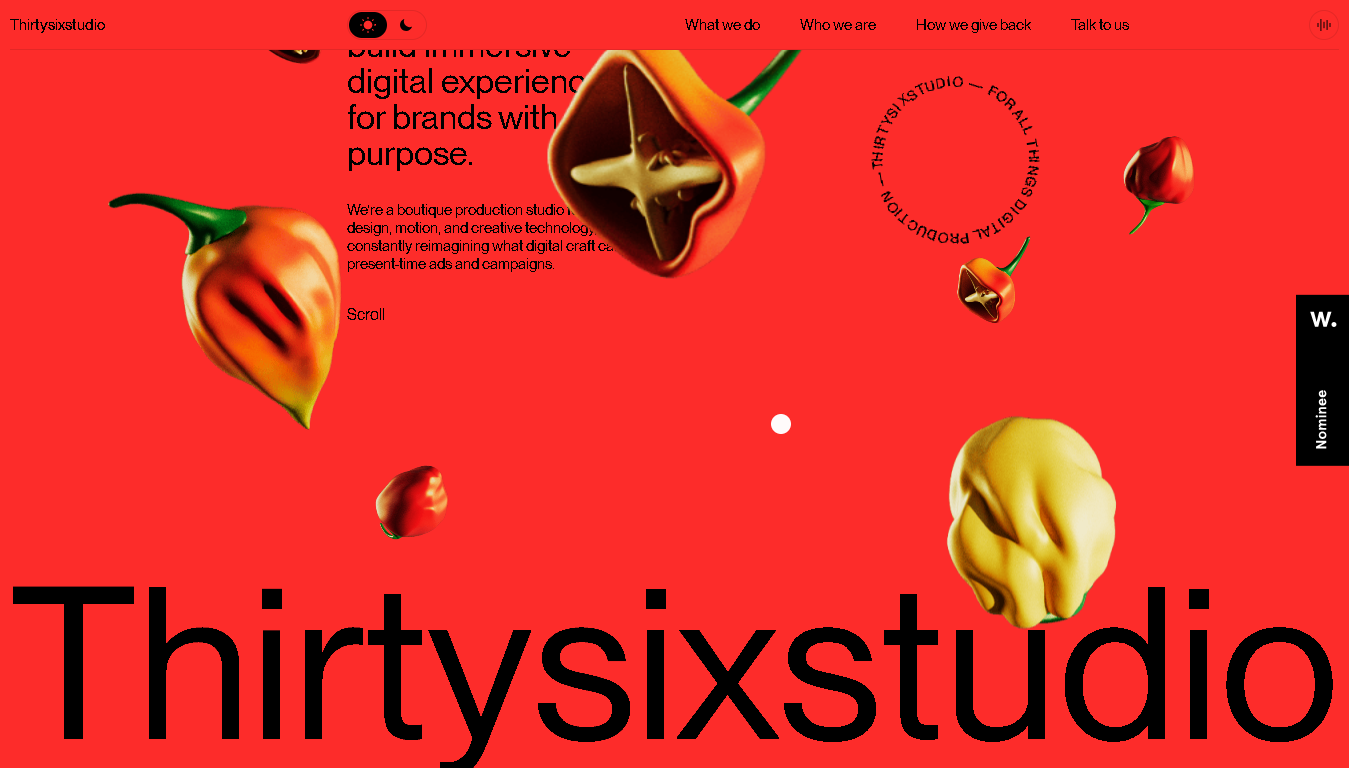 Thirtysixstudio
What we do
Who we are
How we give back
Talk to us
build immersive
digital
for brands with
purpose.
We're a boutique production studio
design, motion, and creative technology,
constantly reimagining what digital craft
present-time ads and campaigns.
Scroll
THIRTYSIXSTUDIO — FOR ALL THINGS DIGITAL PRODUCTION —
W.
Nominee
Thirtysixstudio